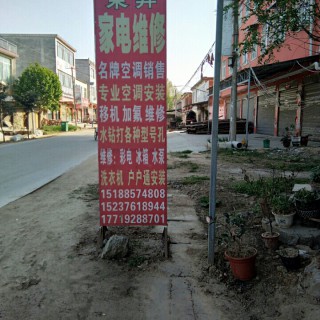 家电维修
名牌空调销售
专业空调安装
移机 加氟 维修
水钻打各种型号孔
维修：彩电 冰箱 水泵
洗衣机 户户通安装
15188574808
15237618944
17719288701